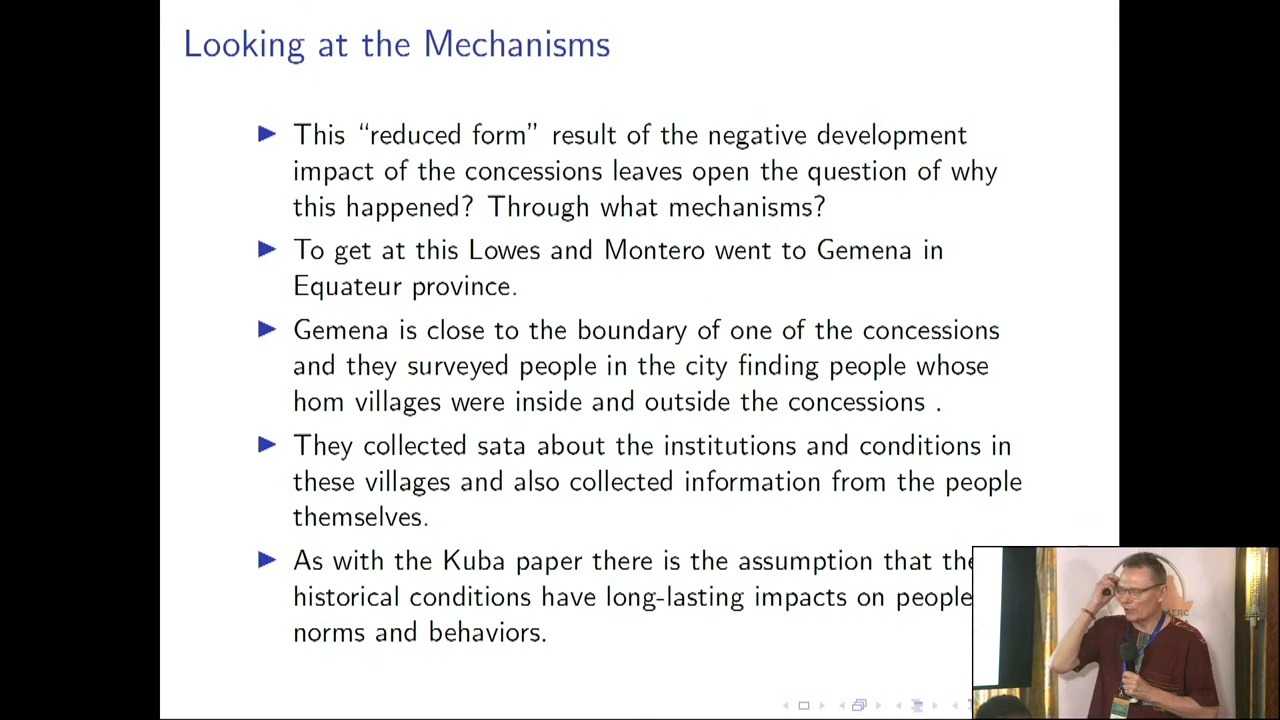 Looking at the Mechanisms
This “reduced form” result of the negative development
impact of the concessions leaves open the question of why
this happened? Through what mechanisms?
To get at this Lowes and Montero went to Gemena in
Equateur province.
Gemena is close to the boundary of one of the concessions
and they surveyed people in the city finding people whose
hom villages were inside and outside the concessions .
They collected sata about the institutions and conditions in
these villages and also collected information from the people
themselves.
As with the Kuba paper there is the assumption that the
historical conditions have long-lasting impacts on people
norms and behaviors.
AERC